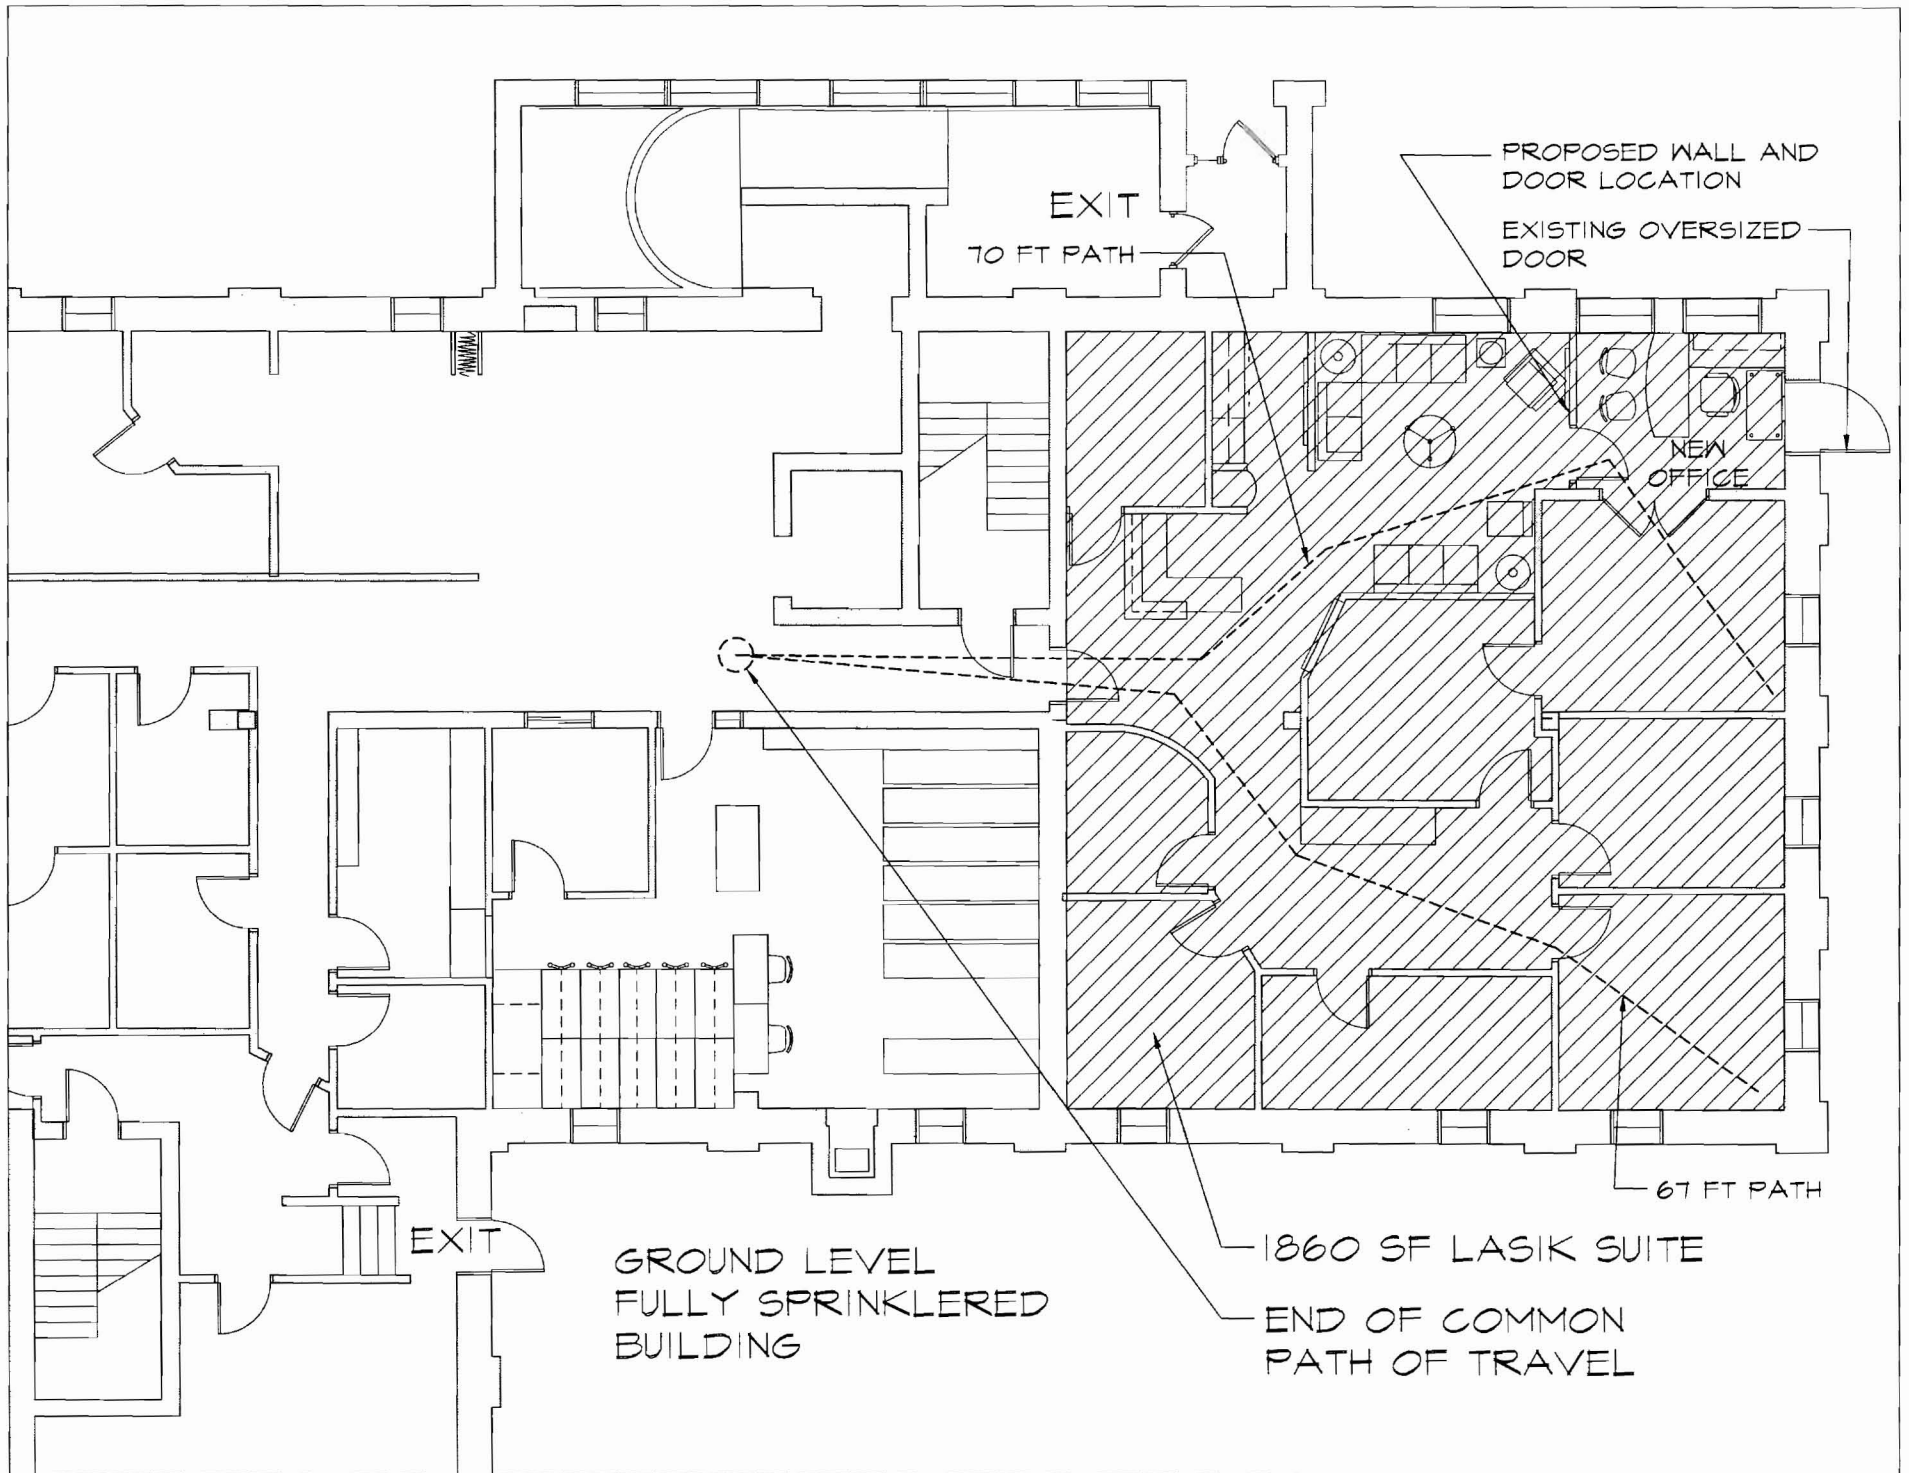 PROPOSED WALL AND
DOOR LOCATION
EXIT
70 FT PATH
EXISTING OVERSIZED
DOOR
NEW
OFFICE
67 FT PATH
EXIT
GROUND LEVEL
FULLY SPRINKLERED
BUILDING
1860 SF LASIK SUITE
END OF COMMON
PATH OF TRAVEL